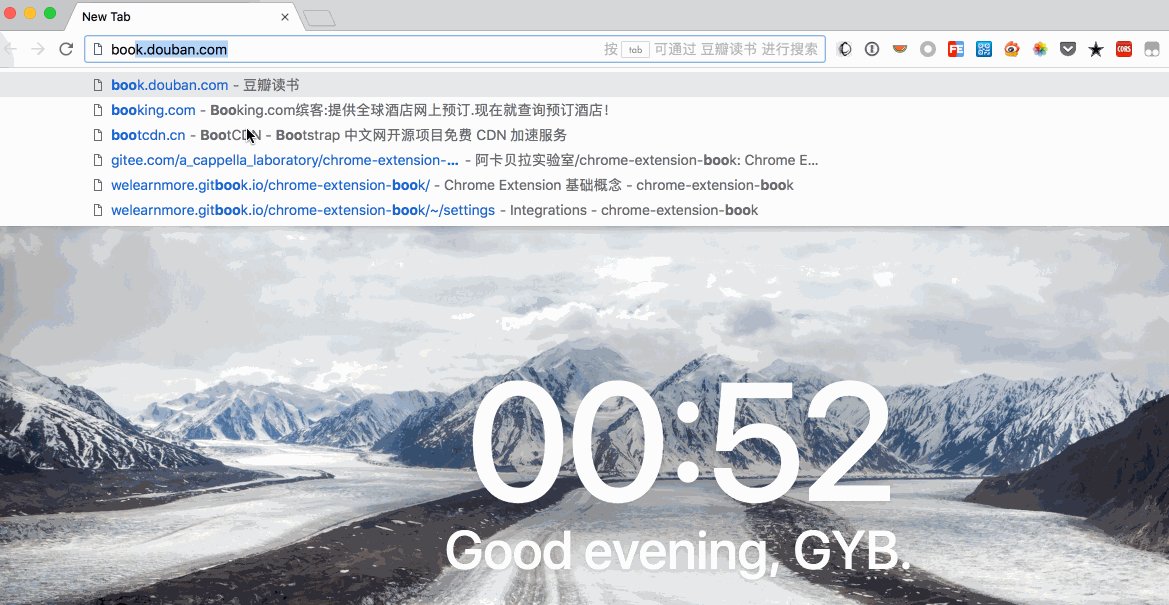 New Tab
book.douban.com 按 tab 可通过 豆瓣读书 进行搜索
FE
CORS
book.douban.com - 豆瓣读书
booking.com - Booking.com缤客:提供全球酒店网上预订.现在就查询预订酒店!
bootcdn.cn - BootCDN - Bootstrap 中文网开源项目免费 CDN 加速服务
gitee.com/a_cappella_laboratory/chrome-extension-... - 阿卡贝拉实验室/chrome-extension-book: Chrome E...
welearnmore.gitbook.io/chrome-extension-book/ - Chrome Extension 基础概念 - chrome-extension-book
welearnmore.gitbook.io/chrome-extension-book/~/settings - Integrations - chrome-extension-book
00:52
Good evening, GYB.